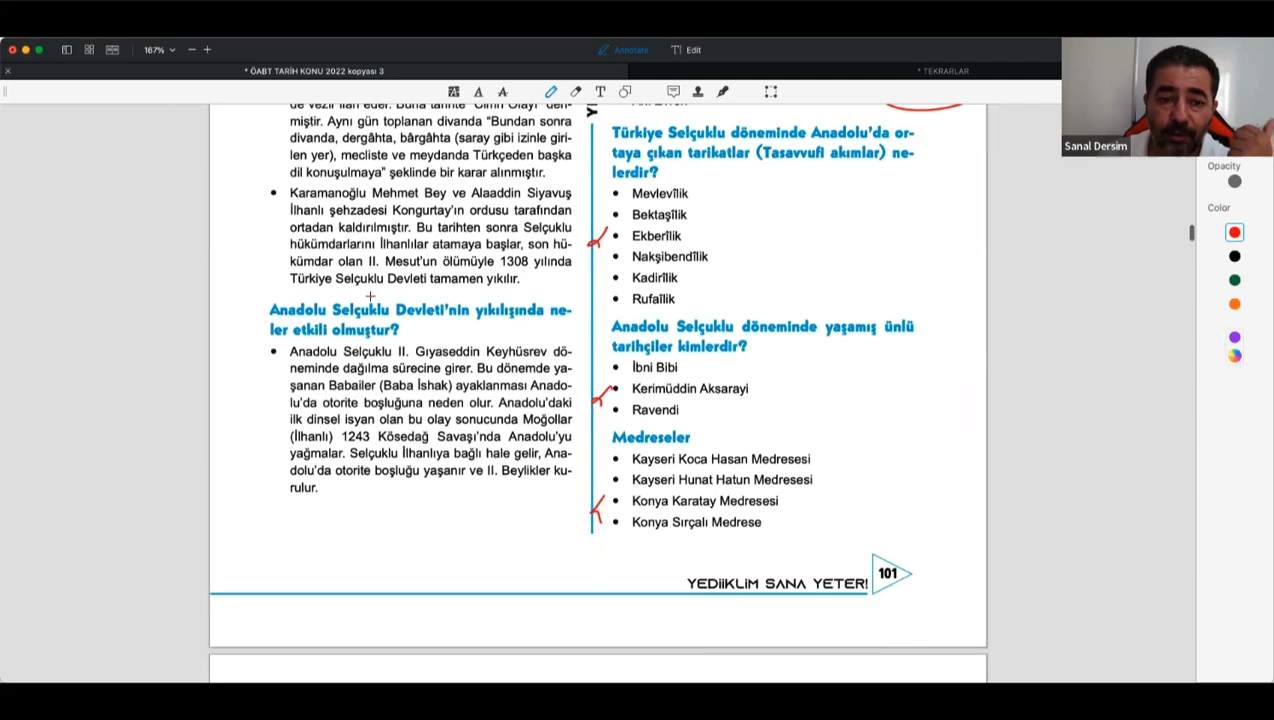 167%
Annotate
Edit
* ÖABT TARİH KONU 2022 kopyası 3
* TEKRARLAR
de vezir ilan eder. Buna tarihte "Cimri Olayı" den-
miştir. Aynı gün toplanan divanda "Bundan sonra
divanda, dergâhta, bârgâhta (saray gibi izinle giri-
len yer), mecliste ve meydanda Türkçeden başka
dil konuşulmaya" şeklinde bir karar alınmıştır.
• Karamanoğlu Mehmet Bey ve Alaaddin Siyavuş
İlhanlı şehzadesi Kongurtay'ın ordusu tarafından
ortadan kaldırılmıştır. Bu tarihten sonra Selçuklu
hükümdarlarını İlhanlılar atamaya başlar, son hü-
kümdar olan II. Mesut'un ölümüyle 1308 yılında
Türkiye Selçuklu Devleti tamamen yıkılır.
Anadolu Selçuklu Devleti'nin yıkılışında ne-
ler etkili olmuştur?
• Anadolu Selçuklu II. Gıyaseddin Keyhüsrev dö-
neminde dağılma sürecine girer. Bu dönemde ya-
şanan Babailer (Baba İshak) ayaklanması Anado-
lu'da otorite boşluğuna neden olur. Anadolu'daki
ilk dinsel isyan olan bu olay sonucunda Moğollar
(İlhanlı) 1243 Kösedağ Savaşı'nda Anadolu'yu
yağmalar. Selçuklu İlhanlıya bağlı hale gelir, Ana-
dolu'da otorite boşluğu yaşanır ve II. Beylikler ku-
rulur.
Türkiye Selçuklu döneminde Anadolu'da or-
taya çıkan tarikatlar (Tasavvufi akımlar) ne-
lerdir?
• Mevlevîlik
• Bektaşîlik
• Ekberîlik
• Nakşibendîlik
• Kadirîlik
• Rufaîlik
Anadolu Selçuklu döneminde yaşamış ünlü
tarihçiler kimlerdir?
• İbni Bibi
• Kerimüddin Aksarayi
• Ravendi
Medreseler
• Kayseri Koca Hasan Medresesi
• Kayseri Hunat Hatun Medresesi
• Konya Karatay Medresesi
• Konya Sırçalı Medrese
YEDİİKLİM SANA YETER!
101
Sanal Dersim
Opacity
Color